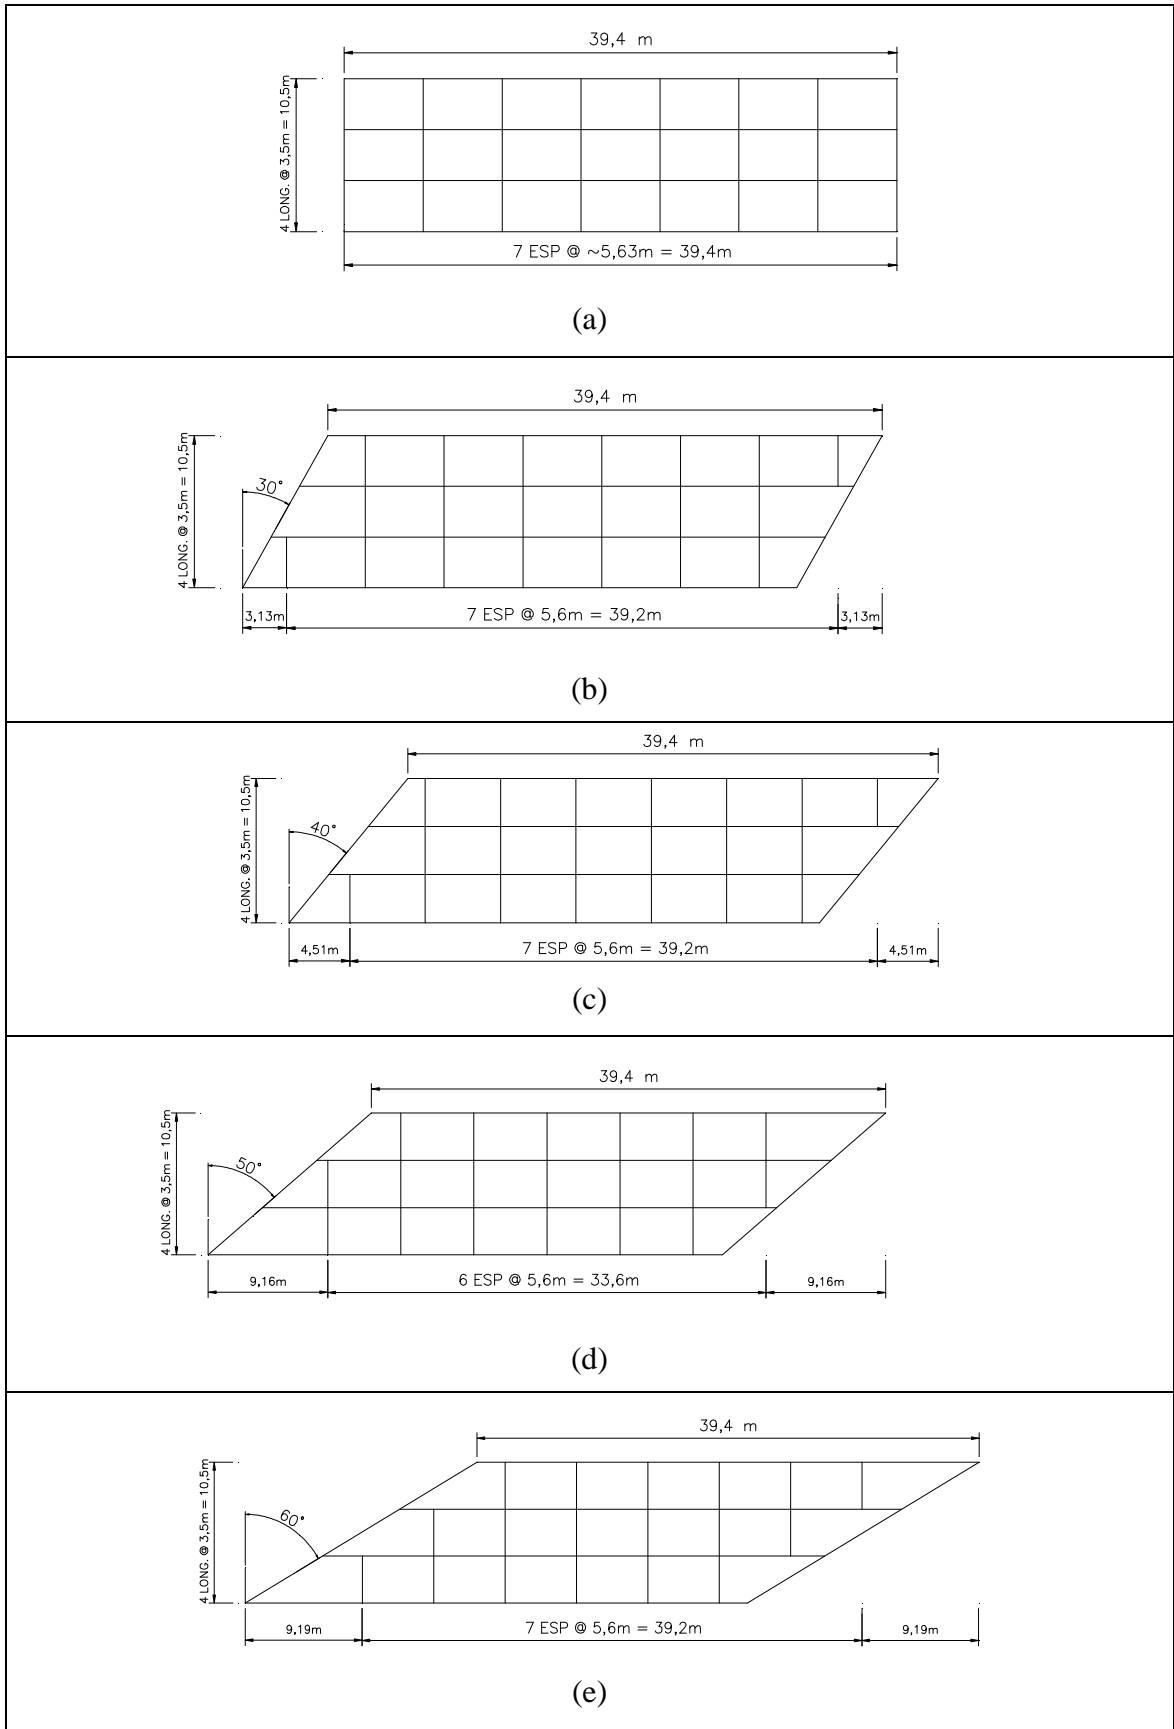 39,4 m
4 LONG. @ 3,5m = 10,5m
7 ESP @ ~5,63m = 39,4m
(a)
39,4 m
4 LONG. @ 3,5m = 10,5m
30°
3,13m
7 ESP @ 5,6m = 39,2m
3,13m
(b)
39,4 m
4 LONG. @ 3,5m = 10,5m
40°
4,51m
7 ESP @ 5,6m = 39,2m
4,51m
(c)
39,4 m
4 LONG. @ 3,5m = 10,5m
50°
9,16m
6 ESP @ 5,6m = 33,6m
9,16m
(d)
39,4 m
4 LONG. @ 3,5m = 10,5m
60°
9,19m
7 ESP @ 5,6m = 39,2m
9,19m
(e)